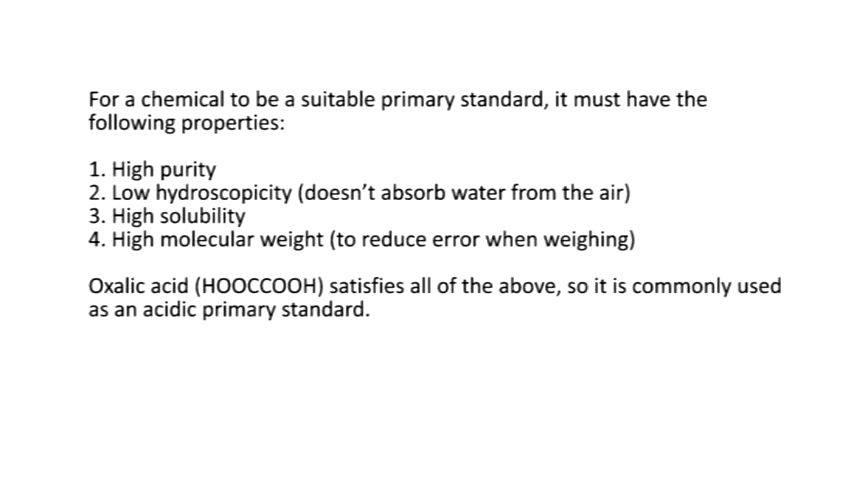 For a chemical to be a suitable primary standard, it must have the
following properties:
1. High purity
2. Low hydroscopicity (doesn't absorb water from the air)
3. High solubility
4. High molecular weight (to reduce error when weighing)
Oxalic acid (HOOCCOOH) satisfies all of the above, so it is commonly used
as an acidic primary standard.